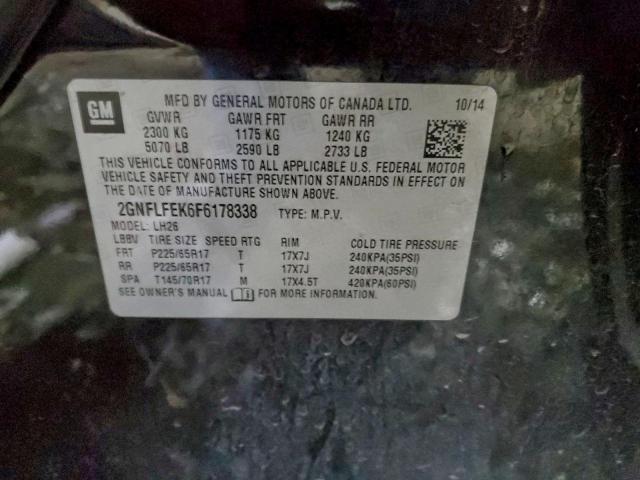 GM
MFD BY GENERAL MOTORS OF CANADA LTD. 10/14
GVWR GAWR FRT GAWR RR
2300 KG 1175 KG 1240 KG
5070 LB 2590 LB 2733 LB
THIS VEHICLE CONFORMS TO ALL APPLICABLE U.S. FEDERAL MOTOR
VEHICLE SAFETY AND THEFT PREVENTION STANDARDS IN EFFECT ON
THE DATE OF MANUFACTURE SHOWN ABOVE.
2GNFLFEK6F6178338 TYPE: M.P.V.
MODEL: LH26
LBBV TIRE SIZE SPEED RTG RIM COLD TIRE PRESSURE
FRT P225/65R17 T 17X7J 240KPA(35PSI)
RR P225/65R17 T 17X7J 240KPA(35PSI)
SPA T145/70R17 M 17X4.5T 420KPA(60PSI)
SEE OWNER'S MANUAL FOR MORE INFORMATION.